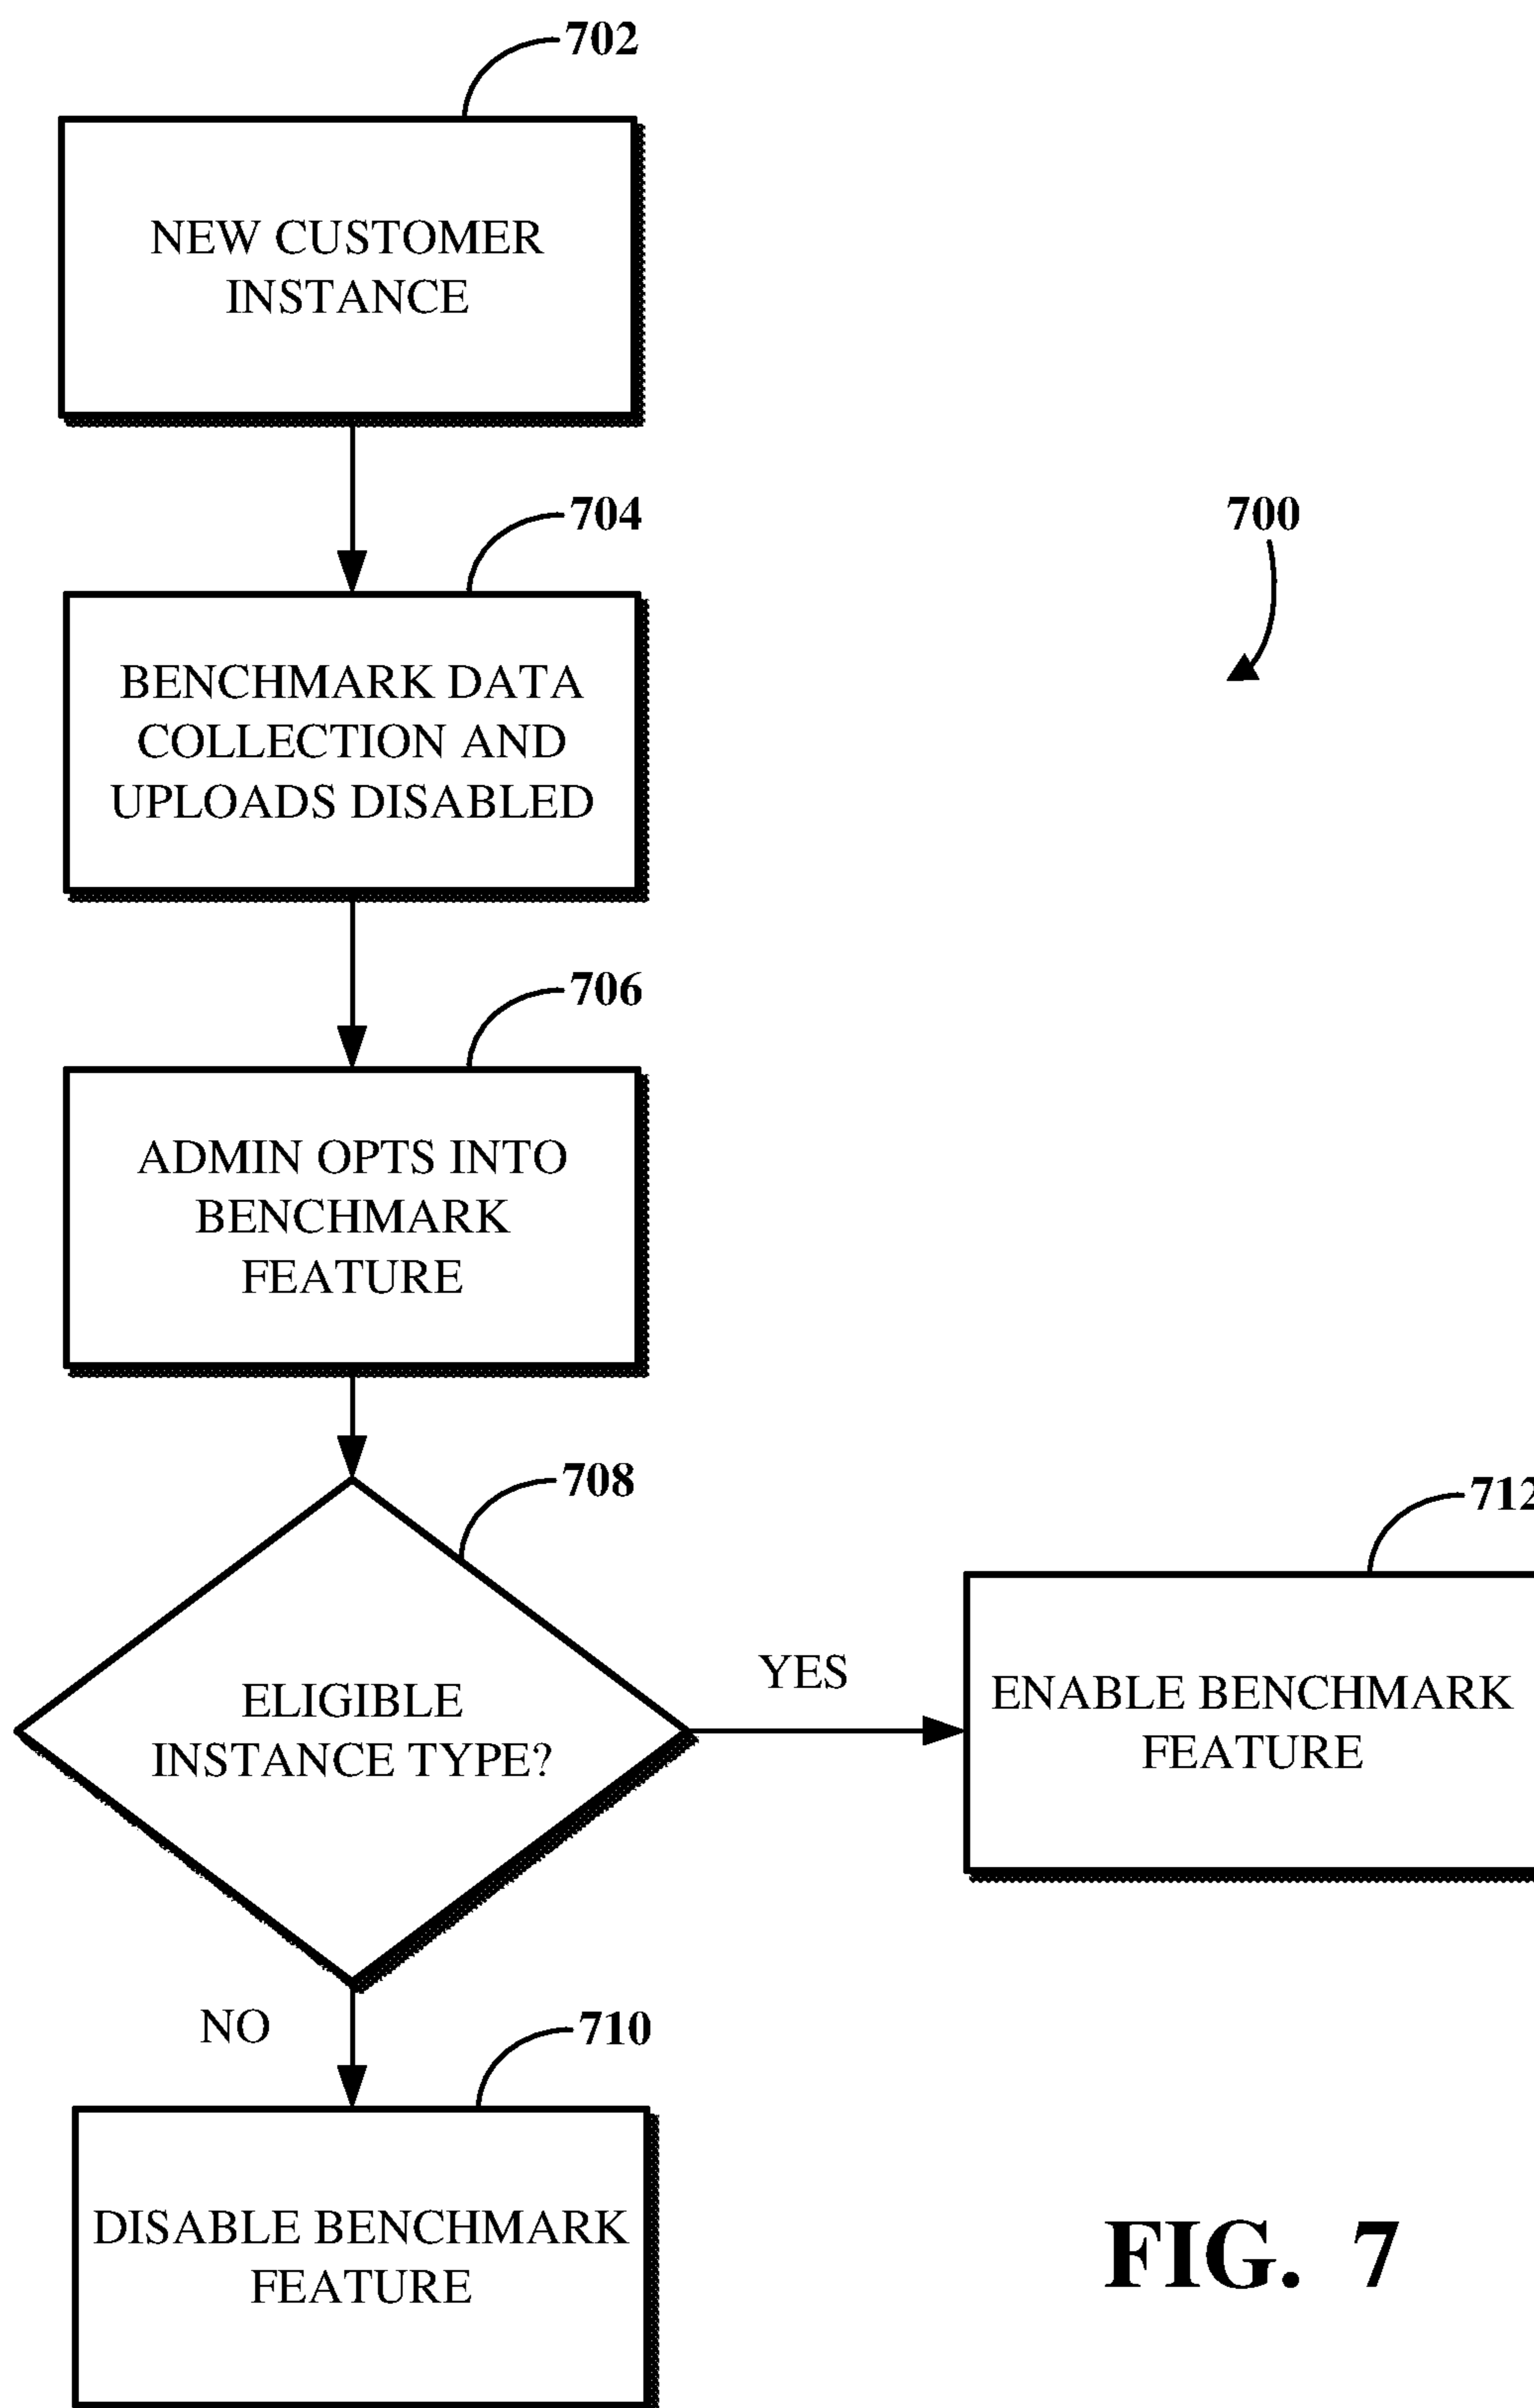 702
NEW CUSTOMER
INSTANCE
704
700
BENCHMARK DATA
COLLECTION AND
UPLOADS DISABLED
706
ADMIN OPTS INTO
BENCHMARK
FEATURE
708
712
ELIGIBLE
INSTANCE TYPE?
YES
ENABLE BENCHMARK
FEATURE
NO
710
DISABLE BENCHMARK
FEATURE
FIG. 7